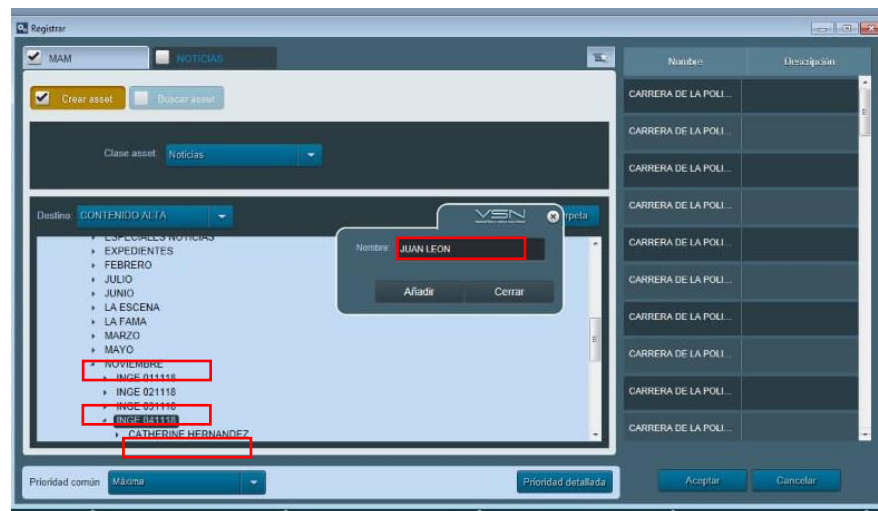 Registrar
MAM
NOTICIAS
Nombre
Descripción
Crear asset
Buscar asset
Clase asset:
Noticias
Destino:
CONTENIDO ALTA
VSN
Nombre:
JUAN LEON
Añadir
Cerrar
ESPECIALES NOTICIAS
EXPEDIENTES
FEBRERO
JULIO
JUNIO
LA ESCENA
LA FAMA
MARZO
MAYO
NOVIEMBRE
INGE 011118
INGE 021118
INGE 031118
INGE 041118
CATHERINE HERNANDEZ
CARRERA DE LA POLI...
CARRERA DE LA POLI...
CARRERA DE LA POLI...
CARRERA DE LA POLI...
CARRERA DE LA POLI...
CARRERA DE LA POLI...
CARRERA DE LA POLI...
CARRERA DE LA POLI...
CARRERA DE LA POLI...
CARRERA DE LA POLI...
Prioridad común
Máxima
Prioridad detallada
Aceptar
Cancelar